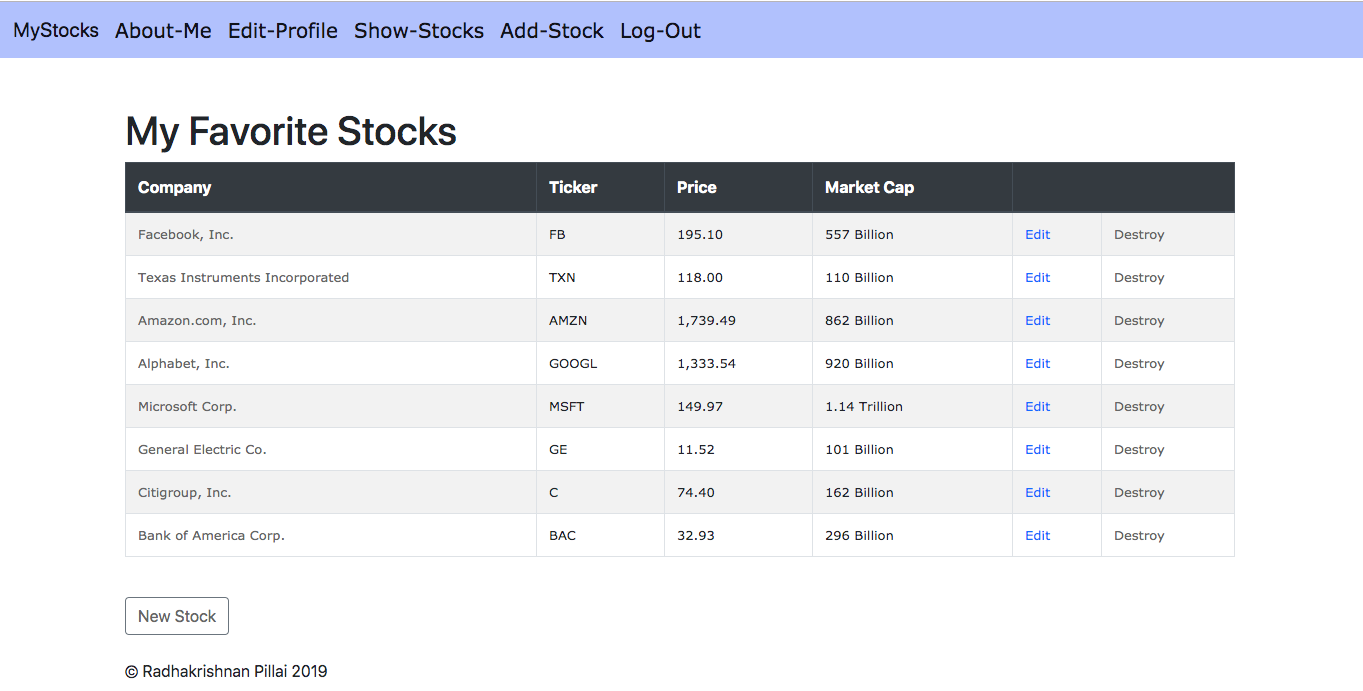 MyStocks About-Me Edit-Profile Show-Stocks Add-Stock Log-Out
My Favorite Stocks
Company Ticker Price Market Cap
Facebook, Inc. FB 195.10 557 Billion Edit Destroy
Texas Instruments Incorporated TXN 118.00 110 Billion Edit Destroy
Amazon.com, Inc. AMZN 1,739.49 862 Billion Edit Destroy
Alphabet, Inc. GOOGL 1,333.54 920 Billion Edit Destroy
Microsoft Corp. MSFT 149.97 1.14 Trillion Edit Destroy
General Electric Co. GE 11.52 101 Billion Edit Destroy
Citigroup, Inc. C 74.40 162 Billion Edit Destroy
Bank of America Corp. BAC 32.93 296 Billion Edit Destroy
New Stock
© Radhakrishnan Pillai 2019